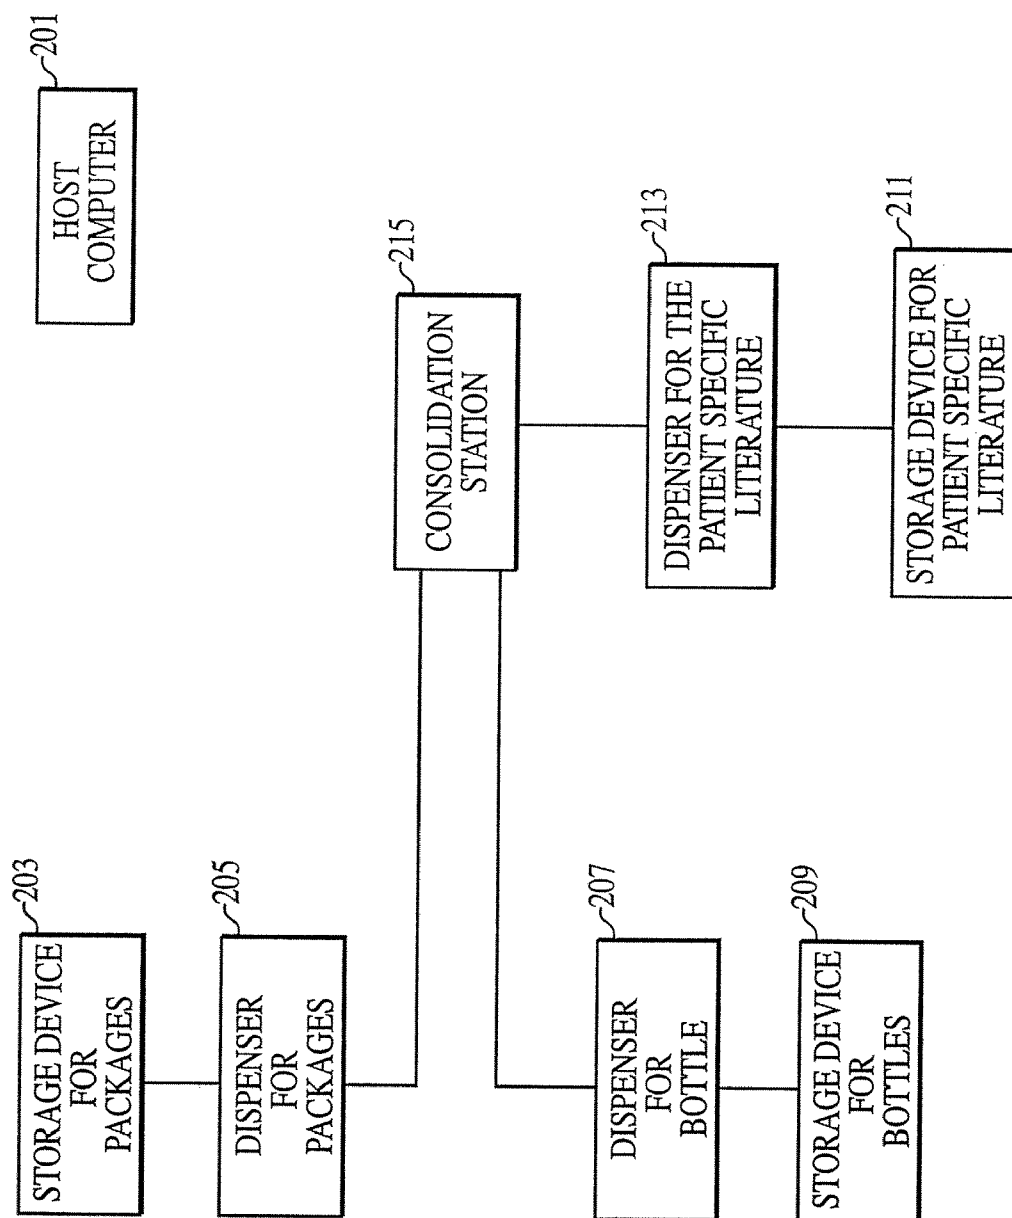 HOST
COMPUTER
201
STORAGE DEVICE
FOR
PACKAGES
203
DISPENSER
FOR
PACKAGES
205
CONSOLIDATION
STATION
215
DISPENSER
FOR
BOTTLE
207
STORAGE DEVICE
FOR
BOTTLES
209
DISPENSER FOR THE
PATIENT SPECIFIC
LITERATURE
213
STORAGE DEVICE FOR
PATIENT SPECIFIC
LITERATURE
211